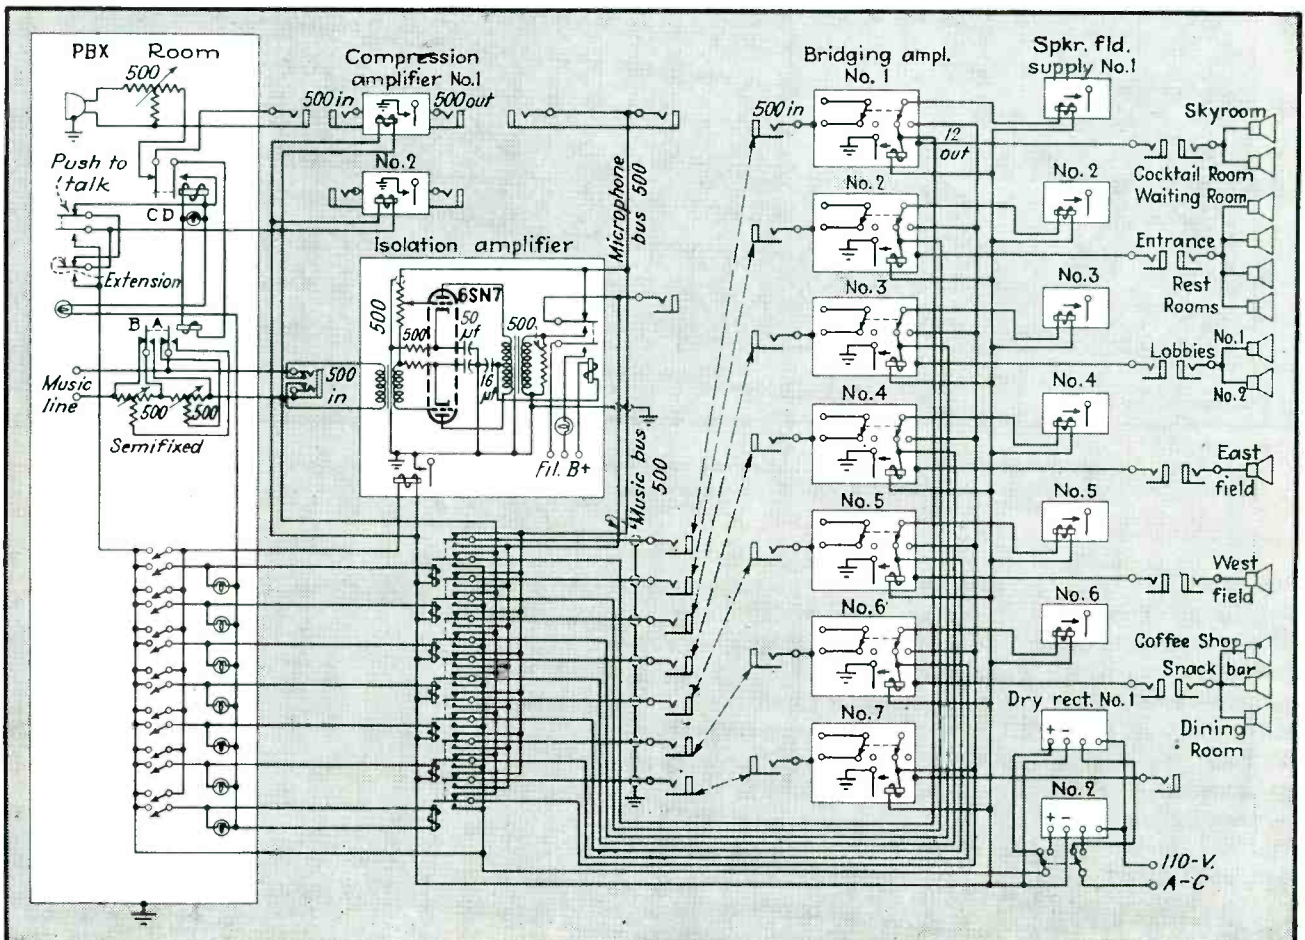 PBX Room
500
Push to
talk
C D
Extension
B A
Music
line
500
500
Semifixed
Compression
amplifier No.1
500 in
500 out
No.2
Isolation amplifier
500
6SN7
50
µf
500
16
µf
500
500
in
Fil. B+
Microphone
bus 500
Music bus
500
Bridging ampl.
No. 1
500 in
12
out
No.2
No.3
No.4
No.5
No.6
No.7
Spkr. fld.
supply No.1
No.2
No.3
No.4
No.5
No.6
Dry rect. No.1
+ -
No.2
+ -
110-V.
A-C
Skyroom
Cocktail Room
Waiting Room
Entrance
Rest
Rooms
No.1
Lobbies
No.2
East
field
West
field
Coffee Shop
Snack bar
Dining
Room